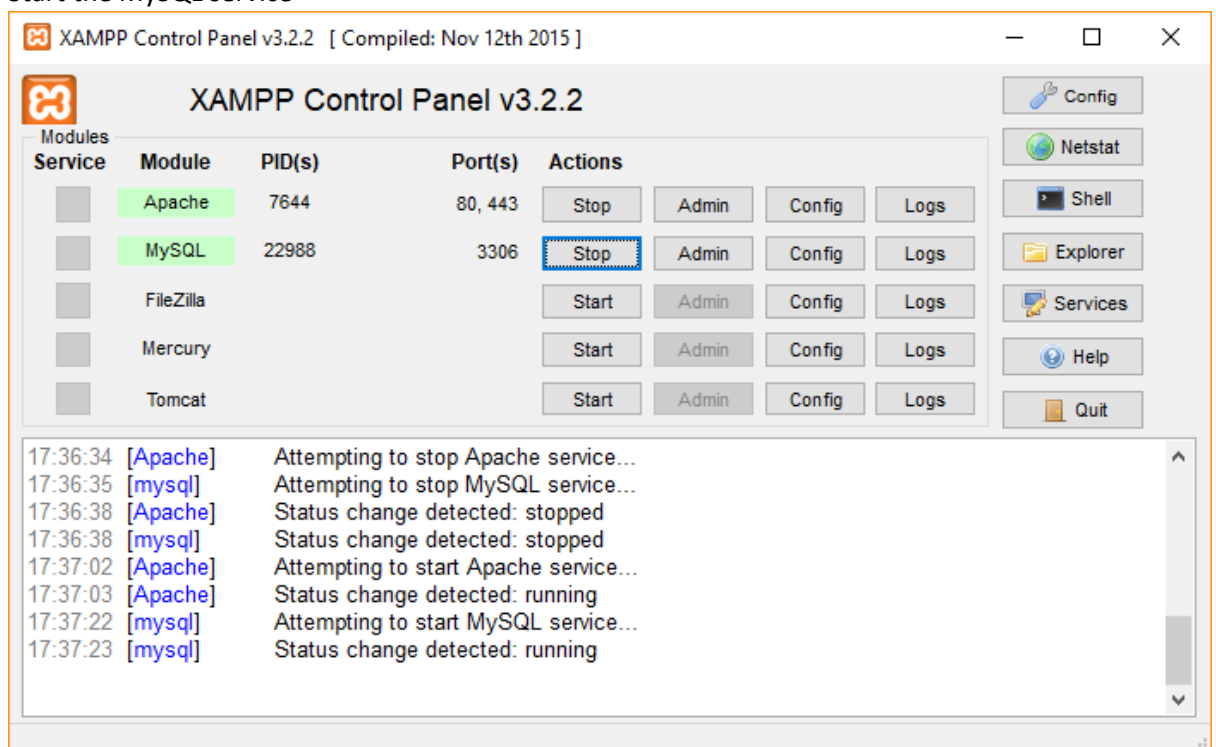 Start the MySQL service
XAMPP Control Panel v3.2.2 [ Compiled: Nov 12th 2015 ]
XAMPP Control Panel v3.2.2
Config
Modules
Service Module PID(s) Port(s) Actions
Netstat
Apache 7644 80, 443 Stop Admin Config Logs
Shell
MySQL 22988 3306 Stop Admin Config Logs
Explorer
FileZilla Start Admin Config Logs
Services
Mercury Start Admin Config Logs
Help
Tomcat Start Admin Config Logs
Quit
17:36:34 [Apache] Attempting to stop Apache service...
17:36:35 [mysql] Attempting to stop MySQL service...
17:36:38 [Apache] Status change detected: stopped
17:36:38 [mysql] Status change detected: stopped
17:37:02 [Apache] Attempting to start Apache service...
17:37:03 [Apache] Status change detected: running
17:37:22 [mysql] Attempting to start MySQL service...
17:37:23 [mysql] Status change detected: running